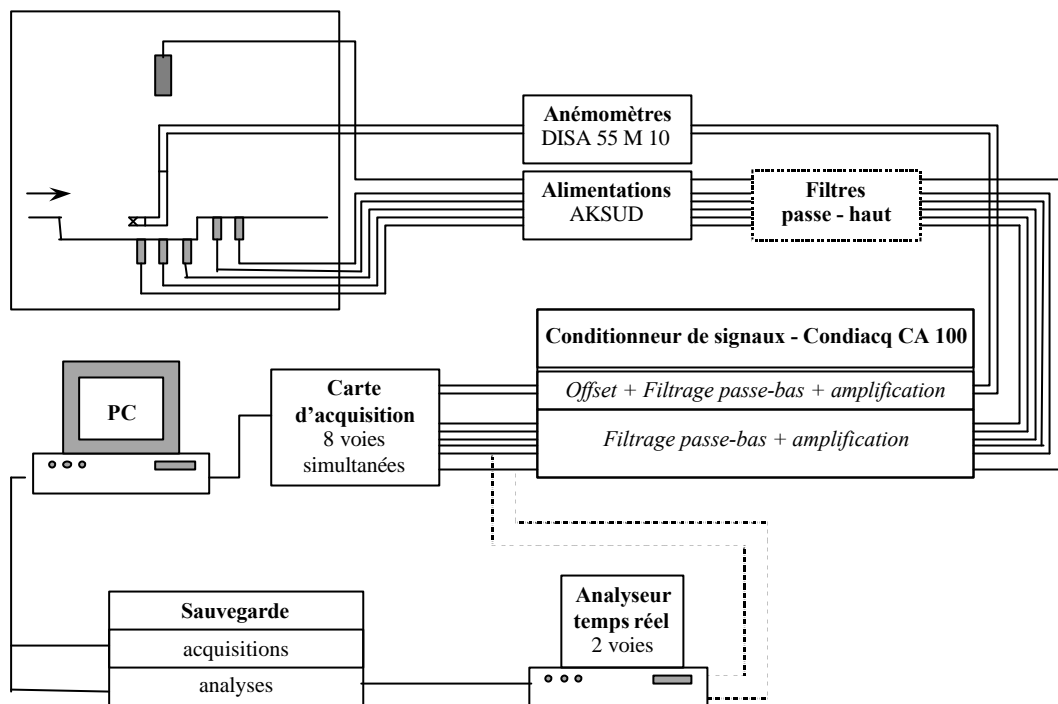 Anémomètres
DISA 55 M 10
Alimentations
AKSUD
Filtres
passe - haut
Conditionneur de signaux - Condiacq CA 100
Offset + Filtrage passe-bas + amplification
Filtrage passe-bas + amplification
Carte
d'acquisition
8 voies
simultanées
PC
Sauvegarde
acquisitions
analyses
Analyseur
temps réel
2 voies